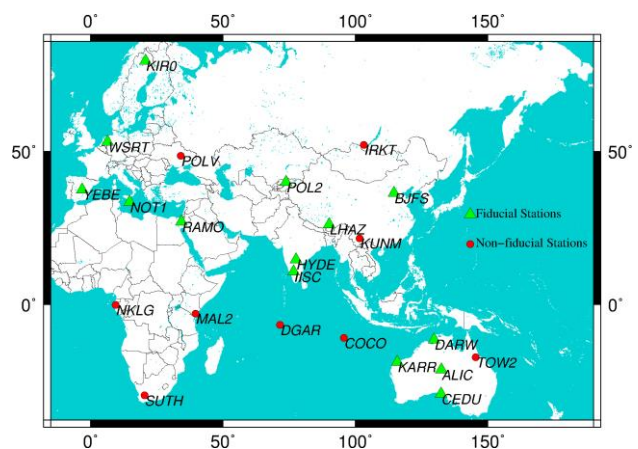 0° 50° 100° 150°
KIR0
WSRT
POLV
IRKT
50° 50°
YEBE
NOT1
POL2
BJFS
RAMO
LHAZ
KUNM
Fiducial Stations
Non-fiducial Stations
HYDE
IISC
0° 0°
NKLG
MAL2
DGAR
COCO
DARW
TOW2
KARR
ALIC
SUTH
CEDU
0° 50° 100° 150°